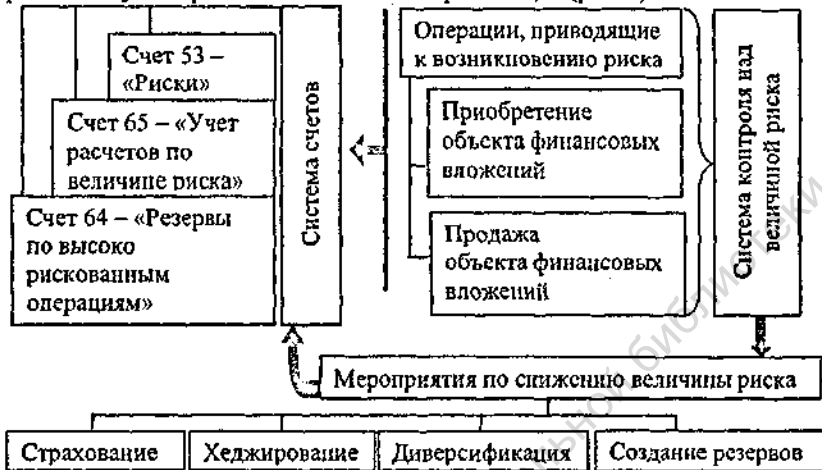 Счет 53 –
«Риски»
Счет 65 – «Учет
расчетов по
величине риска»
Счет 64 – «Резервы
по высоко
рискованным
операциям»
Система счетов
Операции, приводящие
к возникновению риска
Приобретение
объекта финансовых
вложений
Продажа
объекта финансовых
вложений
Система контроля над
величиной риска
Мероприятия по снижению величины риска
Страхование
Хеджирование
Диверсификация
Создание резервов